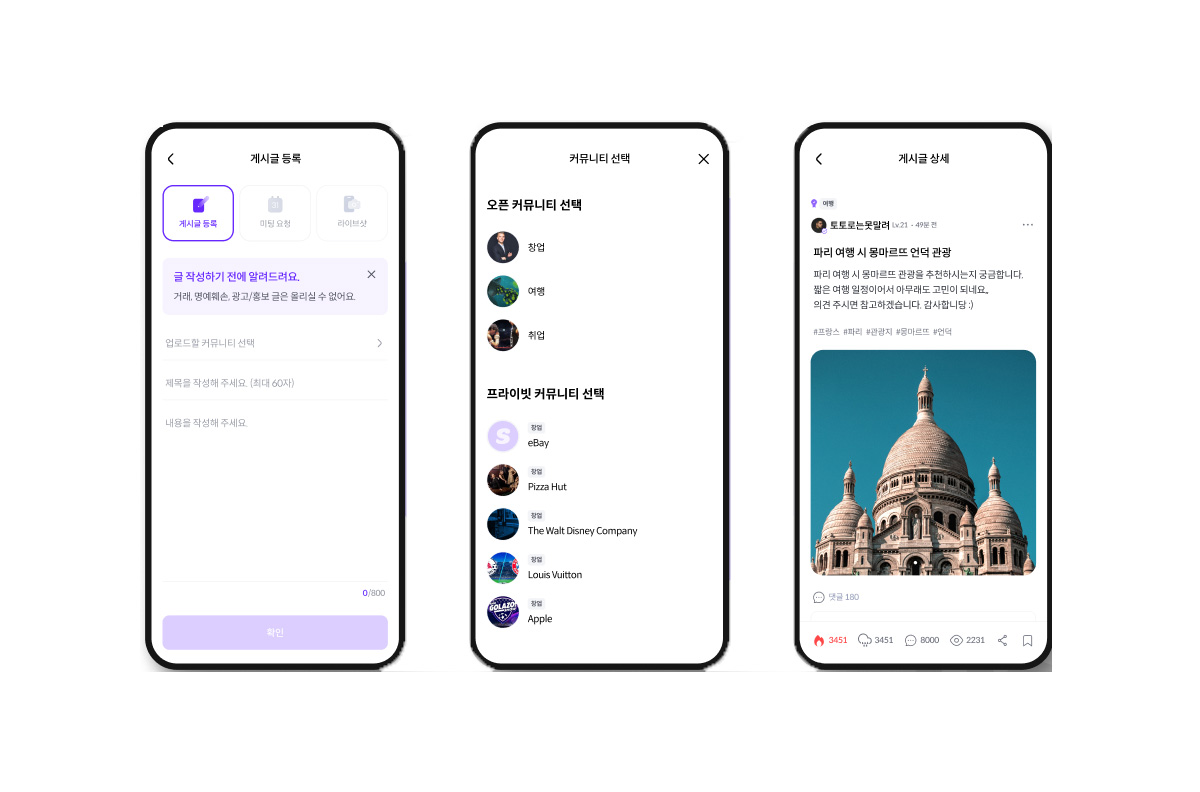 게시글 등록
게시글 등록
미팅 요청
라이브샷
글 작성하기 전에 알려드려요.
거래, 명예훼손, 광고/홍보 글은 올리실 수 없어요.
업로드할 커뮤니티 선택
제목을 작성해 주세요. (최대 60자)
내용을 작성해 주세요.
0/800
확인
커뮤니티 선택
오픈 커뮤니티 선택
창업
여행
취업
프라이빗 커뮤니티 선택
S
창업
eBay
창업
Pizza Hut
창업
The Walt Disney Company
창업
Louis Vuitton
GOLAZO
창업
Apple
게시글 상세
여행
토토로는못말려 Lv.21 · 49분 전
파리 여행 시 몽마르뜨 언덕 관광
파리 여행 시 몽마르뜨 관광을 추천하시는지 궁금합니다.
짧은 여행 일정이어서 아무래도 고민이 되네요,,
의견 주시면 참고하겠습니다. 감사합니당 :)
#프랑스 #파리 #관광지 #몽마르뜨 #언덕
댓글 180
3451 3451 8000 2231